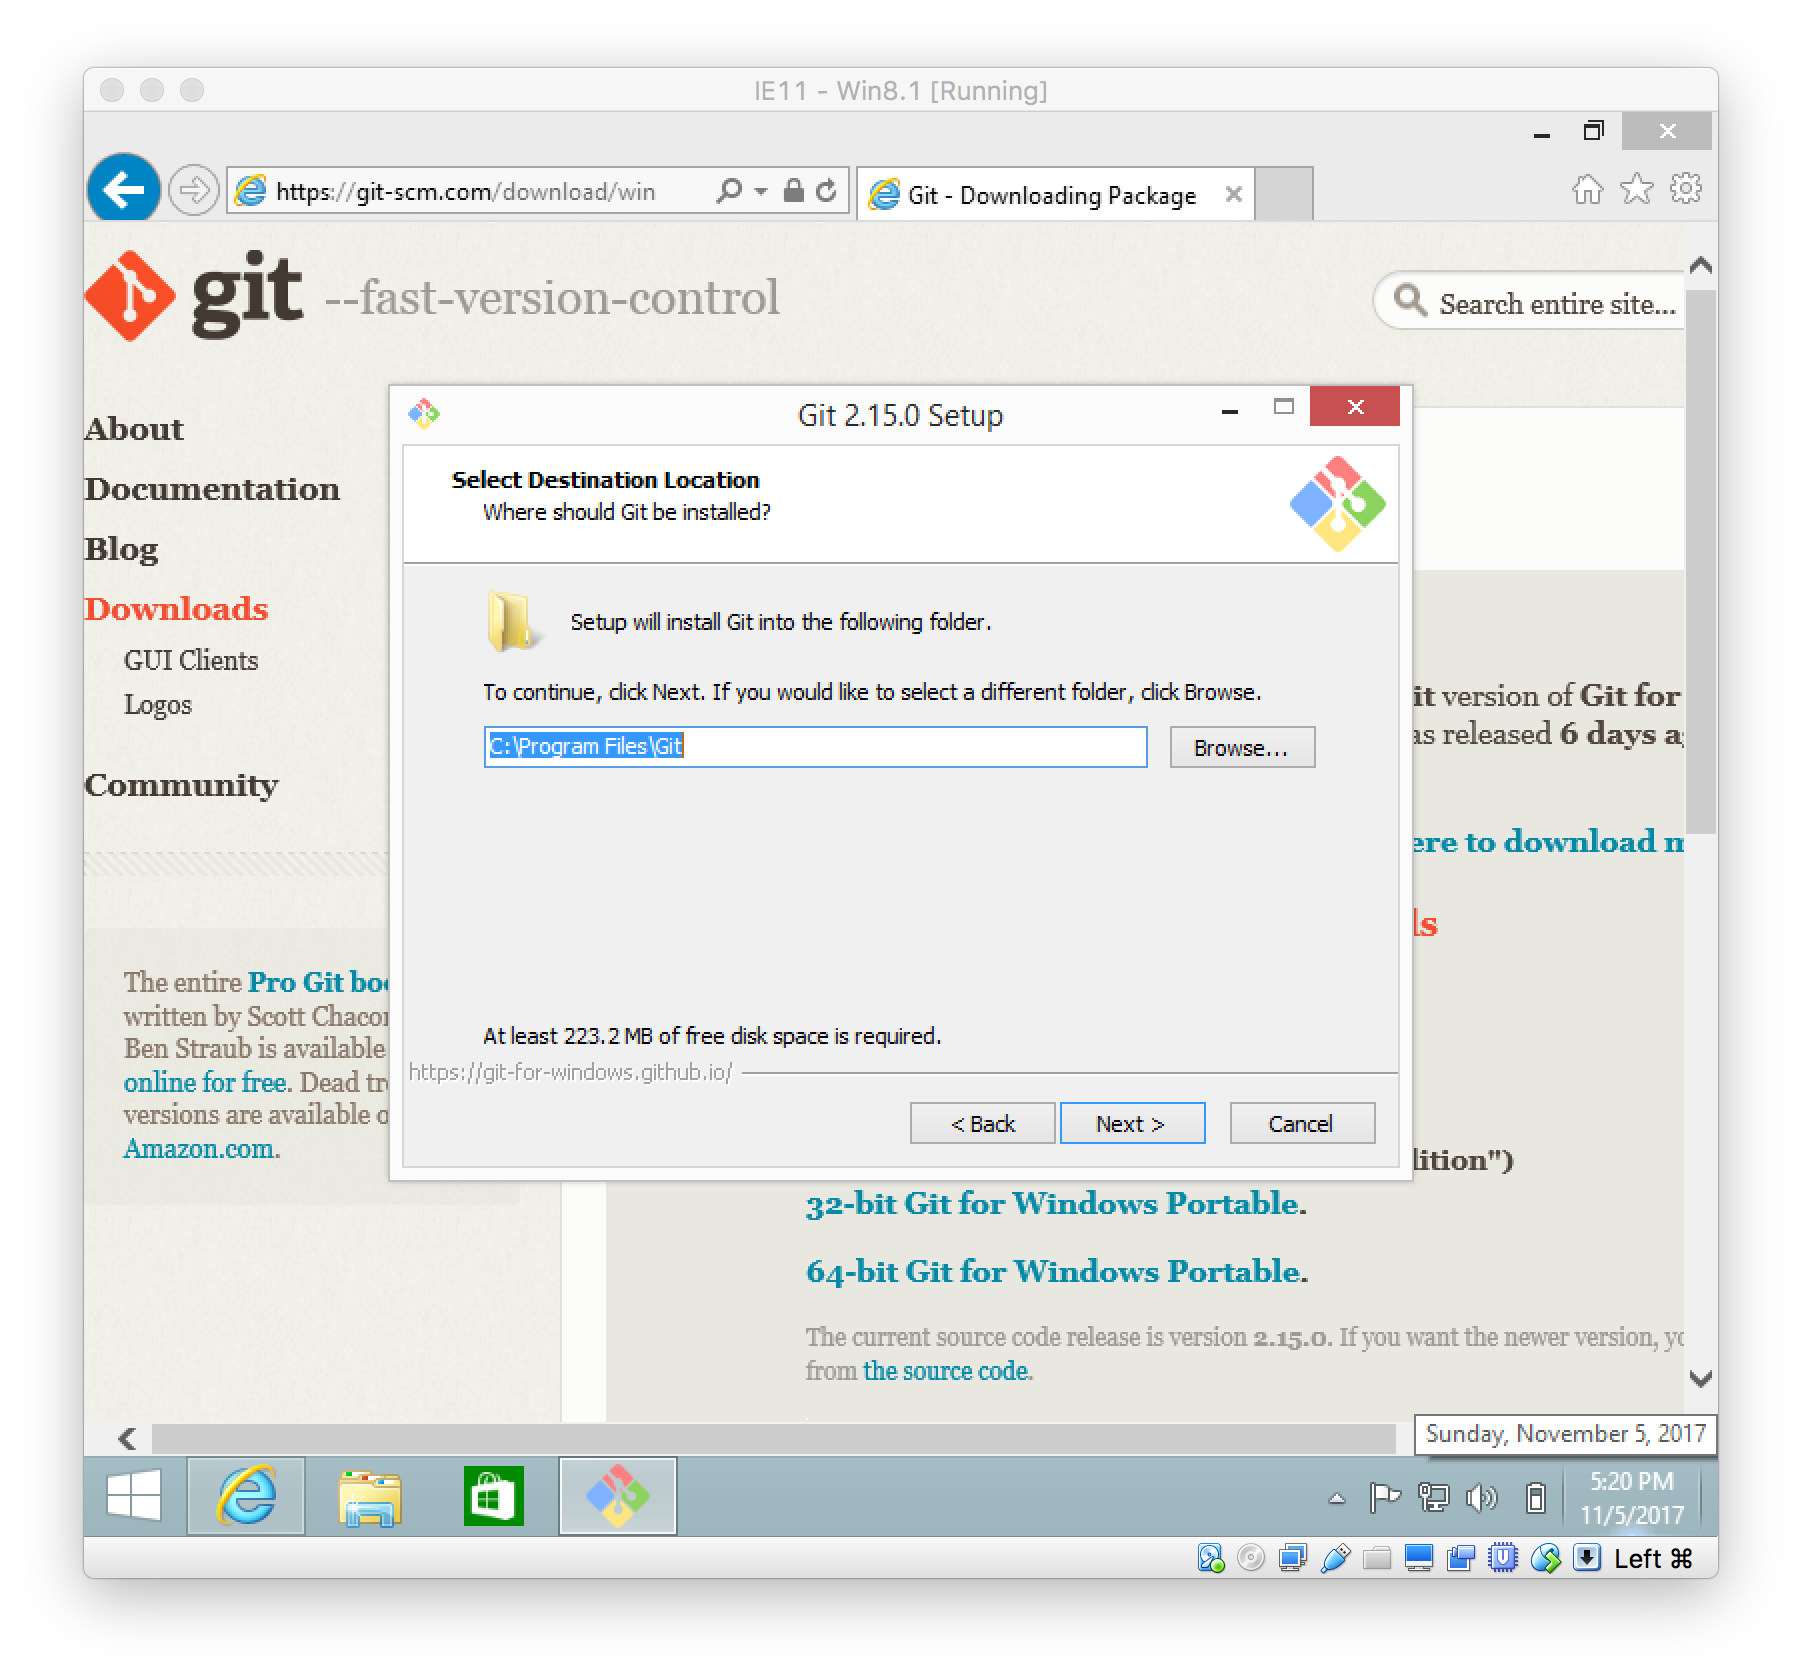 IE11 - Win8.1 [Running]
https://git-scm.com/download/win
Git - Downloading Package
git --fast-version-control
Search entire site...
About
Documentation
Blog
Downloads
GUI Clients
Logos
Community
The entire Pro Git boo
written by Scott Chacon
Ben Straub is available
online for free. Dead tr
versions are available o
Amazon.com.
Git 2.15.0 Setup
Select Destination Location
Where should Git be installed?
Setup will install Git into the following folder.
To continue, click Next. If you would like to select a different folder, click Browse.
C:\Program Files\Git
Browse...
At least 223.2 MB of free disk space is required.
https://git-for-windows.github.io/
< Back
Next >
Cancel
it version of Git for
as released 6 days a
ere to download m
ls
lition")
32-bit Git for Windows Portable.
64-bit Git for Windows Portable.
The current source code release is version 2.15.0. If you want the newer version, yo
from the source code.
Sunday, November 5, 2017
5:20 PM
11/5/2017
Left ⌘